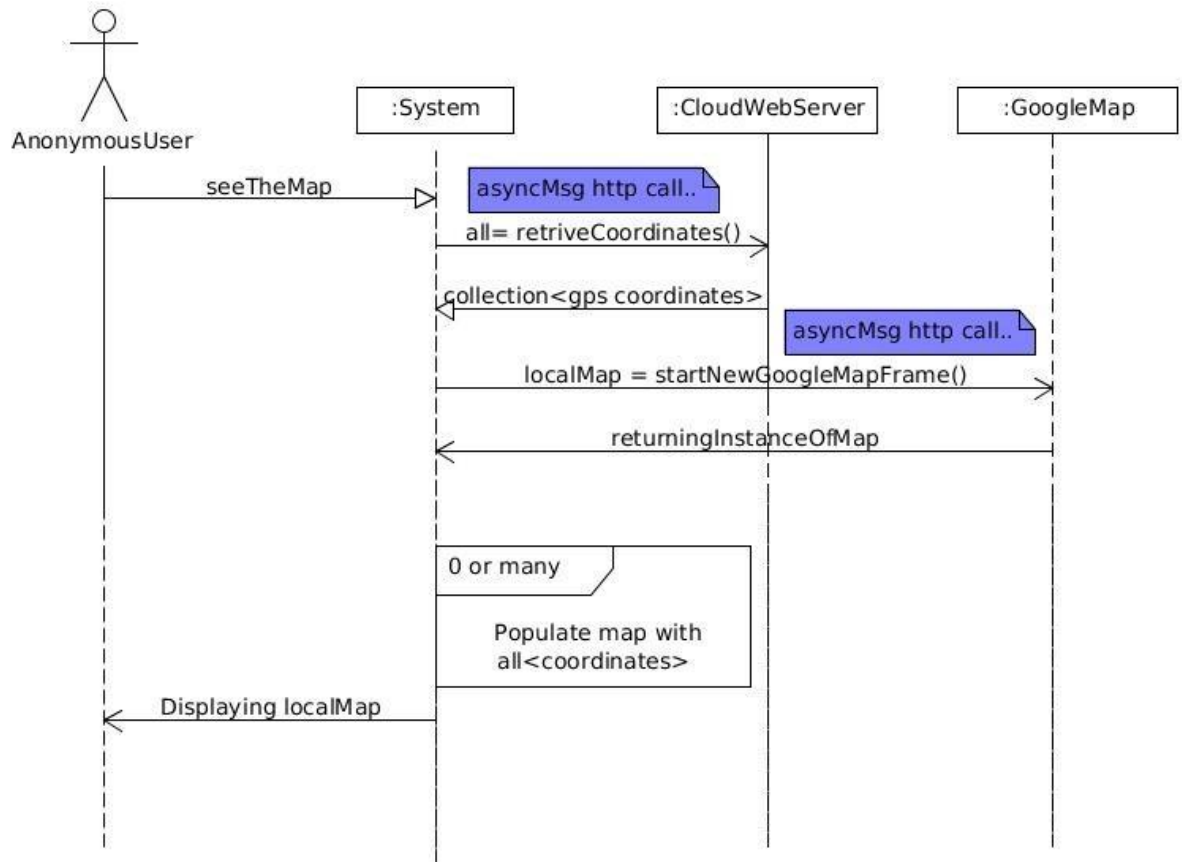 AnonymousUser
:System
:CloudWebServer
:GoogleMap
seeTheMap
asyncMsg http call..
all= retriveCoordinates()
collection<gps coordinates>
asyncMsg http call..
localMap = startNewGoogleMapFrame()
returningInstanceOfMap
0 or many
Populate map with
all<coordinates>
Displaying localMap